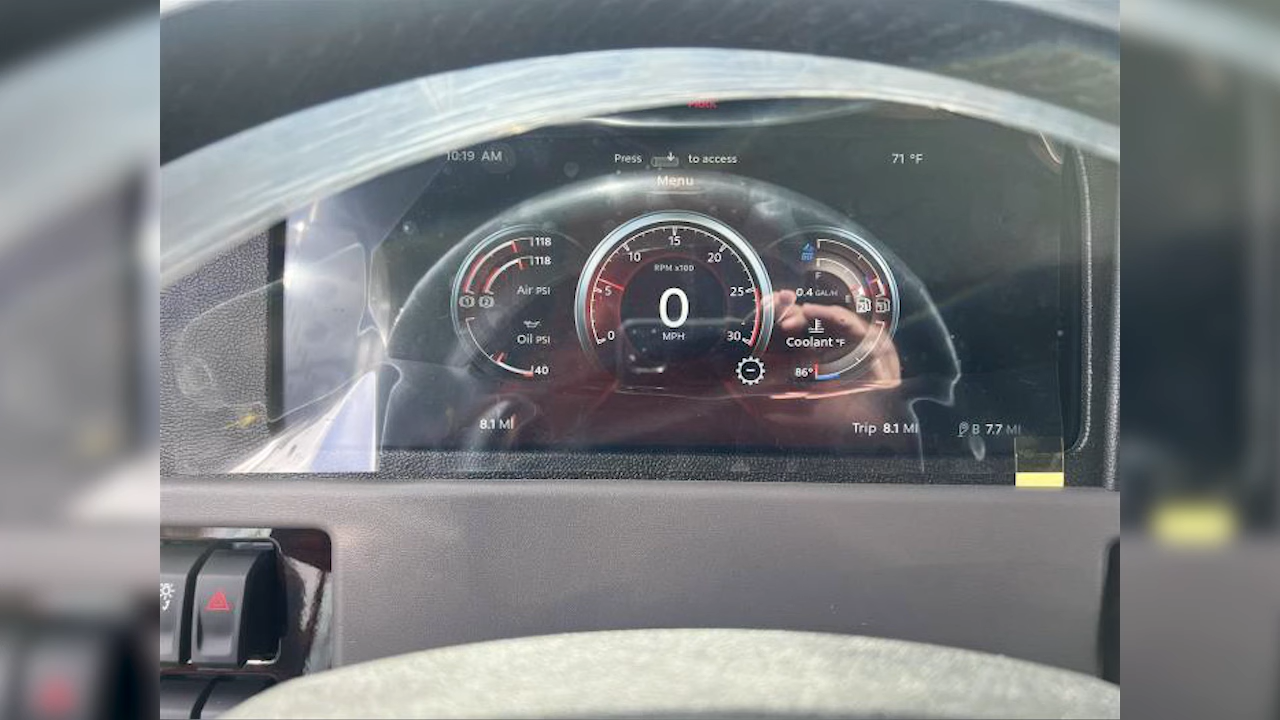 10:19 AM
Press to access
71 °F
Menu
118
118
Air PSI
1 2
Oil PSI
40
0
5
10
15
20
25
30
RPM x100
0
MPH
F
0.4 GAL/H
E
Coolant °F
86°
8.1 MI
Trip 8.1 MI
B 7.7 MI